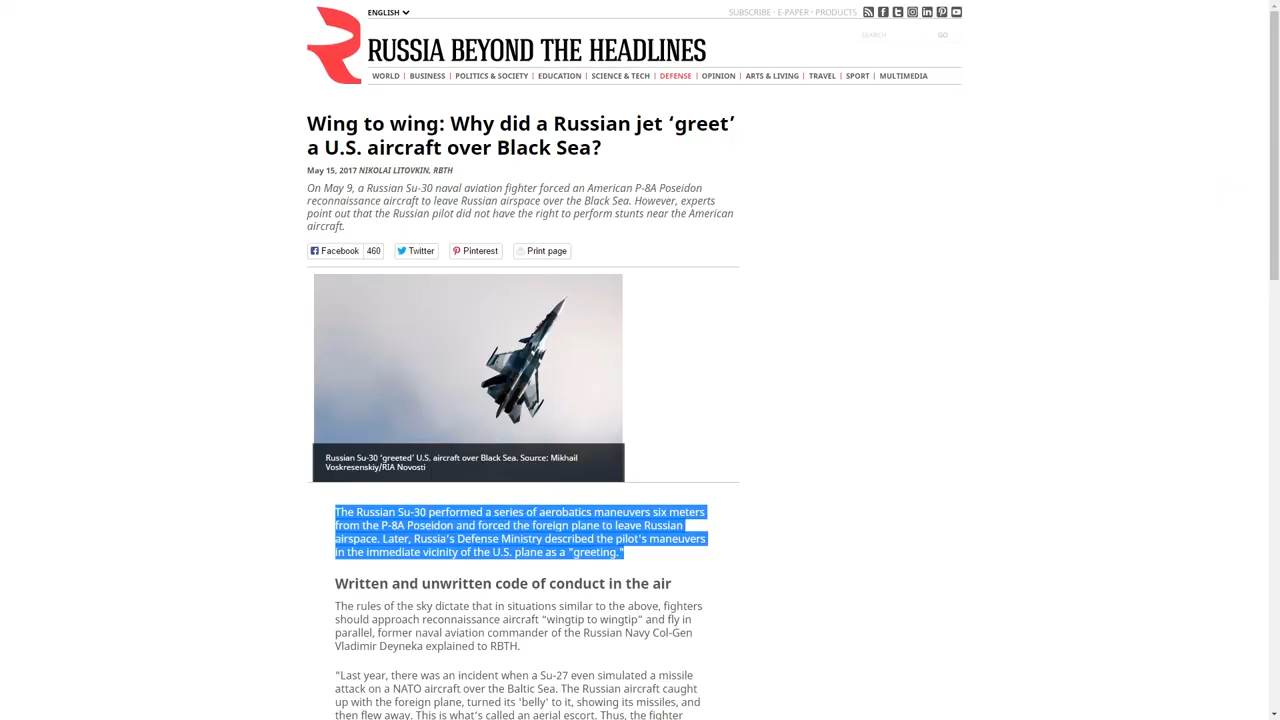 ENGLISH
SUBSCRIBE · E-PAPER · PRODUCTS
RUSSIA BEYOND THE HEADLINES
SEARCH GO
WORLD | BUSINESS | POLITICS & SOCIETY | EDUCATION | SCIENCE & TECH | DEFENSE | OPINION | ARTS & LIVING | TRAVEL | SPORT | MULTIMEDIA
Wing to wing: Why did a Russian jet ‘greet’
a U.S. aircraft over Black Sea?
May 15, 2017 NIKOLAI LITOVKIN, RBTH
On May 9, a Russian Su-30 naval aviation fighter forced an American P-8A Poseidon
reconnaissance aircraft to leave Russian airspace over the Black Sea. However, experts
point out that the Russian pilot did not have the right to perform stunts near the American
aircraft.
Facebook 460 Twitter Pinterest Print page
Russian Su-30 ‘greeted’ U.S. aircraft over Black Sea. Source: Mikhail
Voskresenskiy/RIA Novosti
The Russian Su-30 performed a series of aerobatics maneuvers six meters
from the P-8A Poseidon and forced the foreign plane to leave Russian
airspace. Later, Russia's Defense Ministry described the pilot's maneuvers
in the immediate vicinity of the U.S. plane as a "greeting."
Written and unwritten code of conduct in the air
The rules of the sky dictate that in situations similar to the above, fighters
should approach reconnaissance aircraft "wingtip to wingtip" and fly in
parallel, former naval aviation commander of the Russian Navy Col-Gen
Vladimir Deyneka explained to RBTH.
"Last year, there was an incident when a Su-27 even simulated a missile
attack on a NATO aircraft over the Baltic Sea. The Russian aircraft caught
up with the foreign plane, turned its 'belly' to it, showing its missiles, and
then flew away. This is what's called an aerial escort. Thus, the fighter